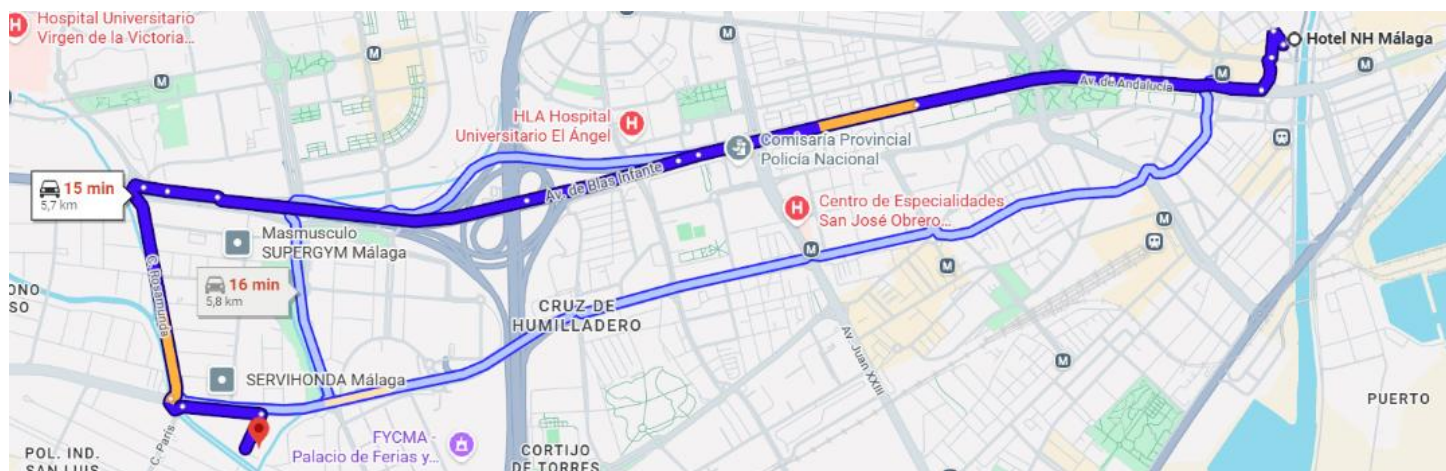 Hospital Universitario
Virgen de la Victoria...
M
M
M
M
Hotel NH Málaga
M
Av. de Andalucía
HLA Hospital
Universitario El Ángel
H
H
Comisaría Provincial
Policía Nacional
Av. de Blas Infante
15 min
5,7 km
Centro de Especialidades
San José Obrero...
H
M
Masmusculo
SUPERGYM Málaga
M
M
M
C. Rosamunda
16 min
5,8 km
ONO
SO
CRUZ DE
HUMILLADERO
Av. Juan XXIII
M
SERVIHONDA Málaga
M
PUERTO
C. París
FYCMA -
Palacio de Ferias y...
POL. IND.
SAN LUIS
CORTIJO
DE TORRES